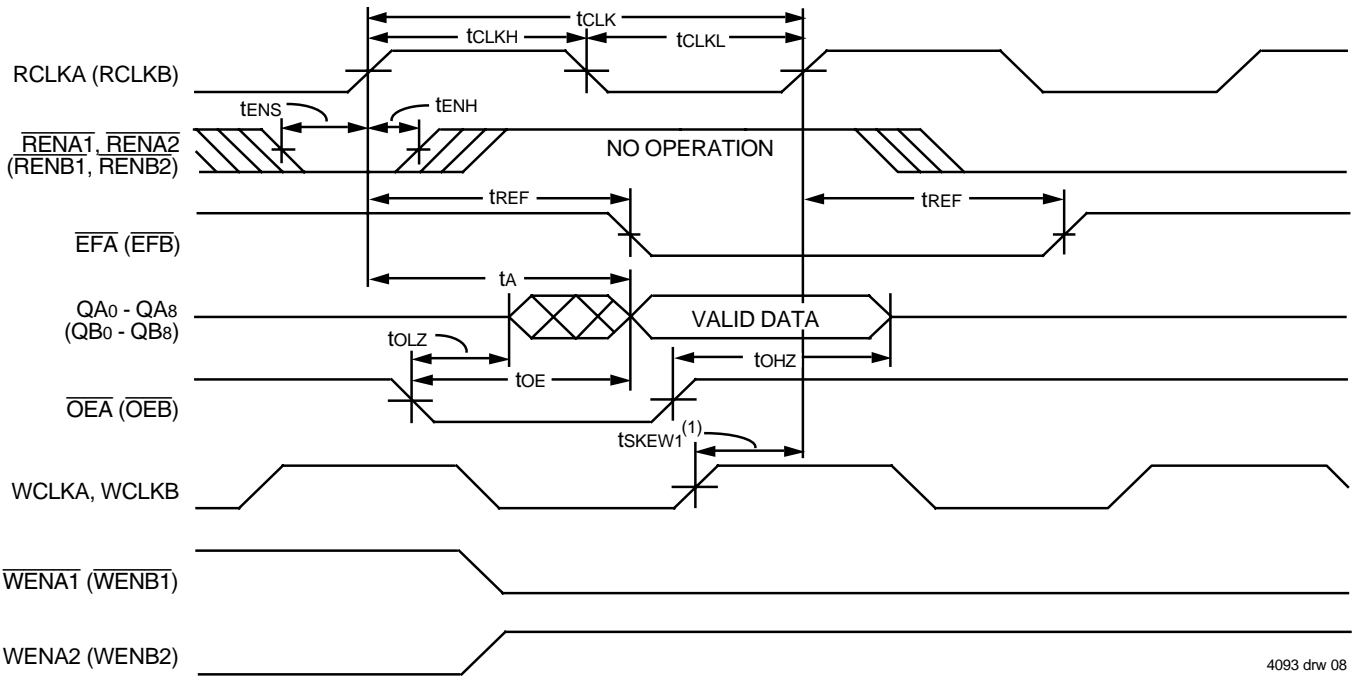 tCLK
tCLKH
tCLKL
RCLKA (RCLKB)
tENS
tENH
RENA1, RENA2
(RENB1, RENB2)
NO OPERATION
tREF
tREF
EFA (EFB)
tA
QA0 - QA8
(QB0 - QB8)
VALID DATA
tOLZ
tOHZ
tOE
OEA (OEB)
tSKEW1(1)
WCLKA, WCLKB
WENA1 (WENB1)
WENA2 (WENB2)
4093 drw 08